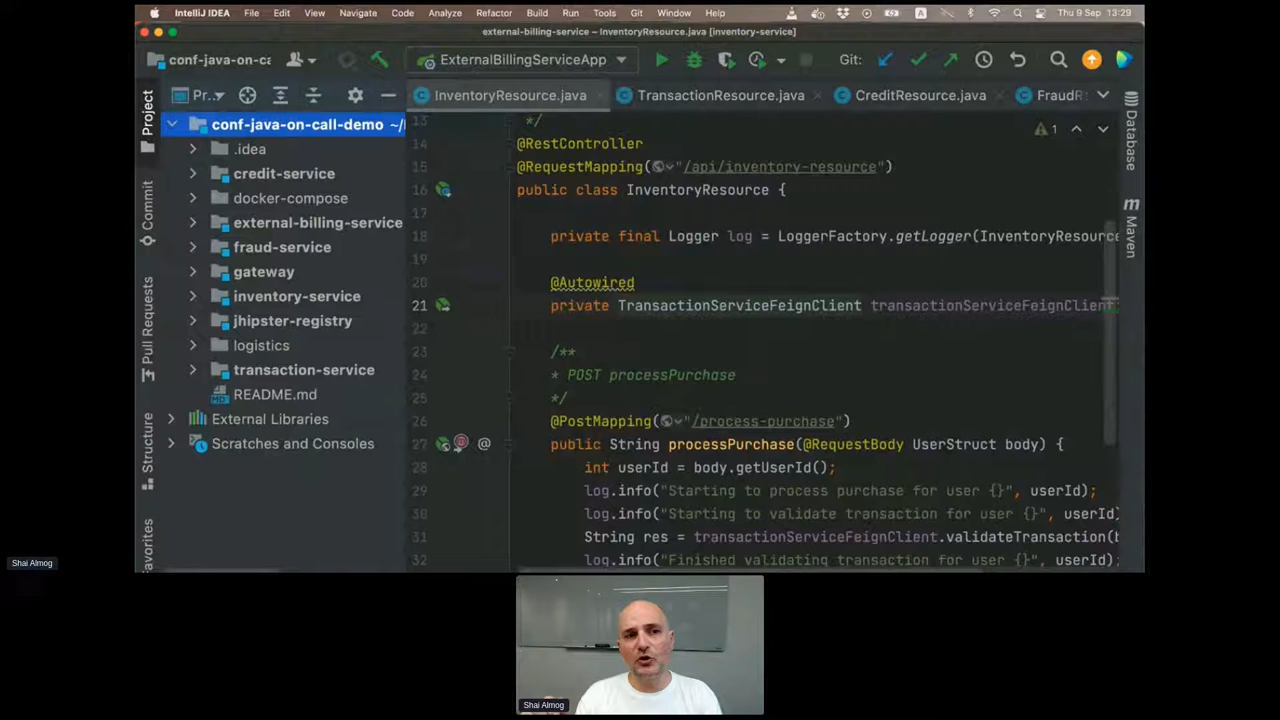 IntelliJ IDEA File Edit View Navigate Code Analyze Refactor Build Run Tools Git Window Help A Thu 9 Sep 13:29
external-billing-service – InventoryResource.java [inventory-service]
conf-java-on-ca ExternalBillingServiceApp Git:
Pr... InventoryResource.java TransactionResource.java CreditResource.java FraudR
Project
Commit
Pull Requests
Structure
Favorites
conf-java-on-call-demo ~/
.idea
credit-service
docker-compose
external-billing-service
fraud-service
gateway
inventory-service
jhipster-registry
logistics
transaction-service
README.md
External Libraries
Scratches and Consoles
1
13 */
14 @RestController
15 @RequestMapping("/api/inventory-resource")
16 public class InventoryResource {
17
18 private final Logger log = LoggerFactory.getLogger(InventoryResource
19
20 @Autowired
21 private TransactionServiceFeignClient transactionServiceFeignClient;
22
23 /**
24 * POST processPurchase
25 */
26 @PostMapping("/process-purchase")
27 @ public String processPurchase(@RequestBody UserStruct body) {
28 int userId = body.getUserId();
29 log.info("Starting to process purchase for user {}", userId);
30 log.info("Starting to validate transaction for user {}", userId)
31 String res = transactionServiceFeignClient.validateTransaction(b
32 log.info("Finished validating transaction for user {}", userId)
Database
m Maven
Shai Almog
Shai Almog